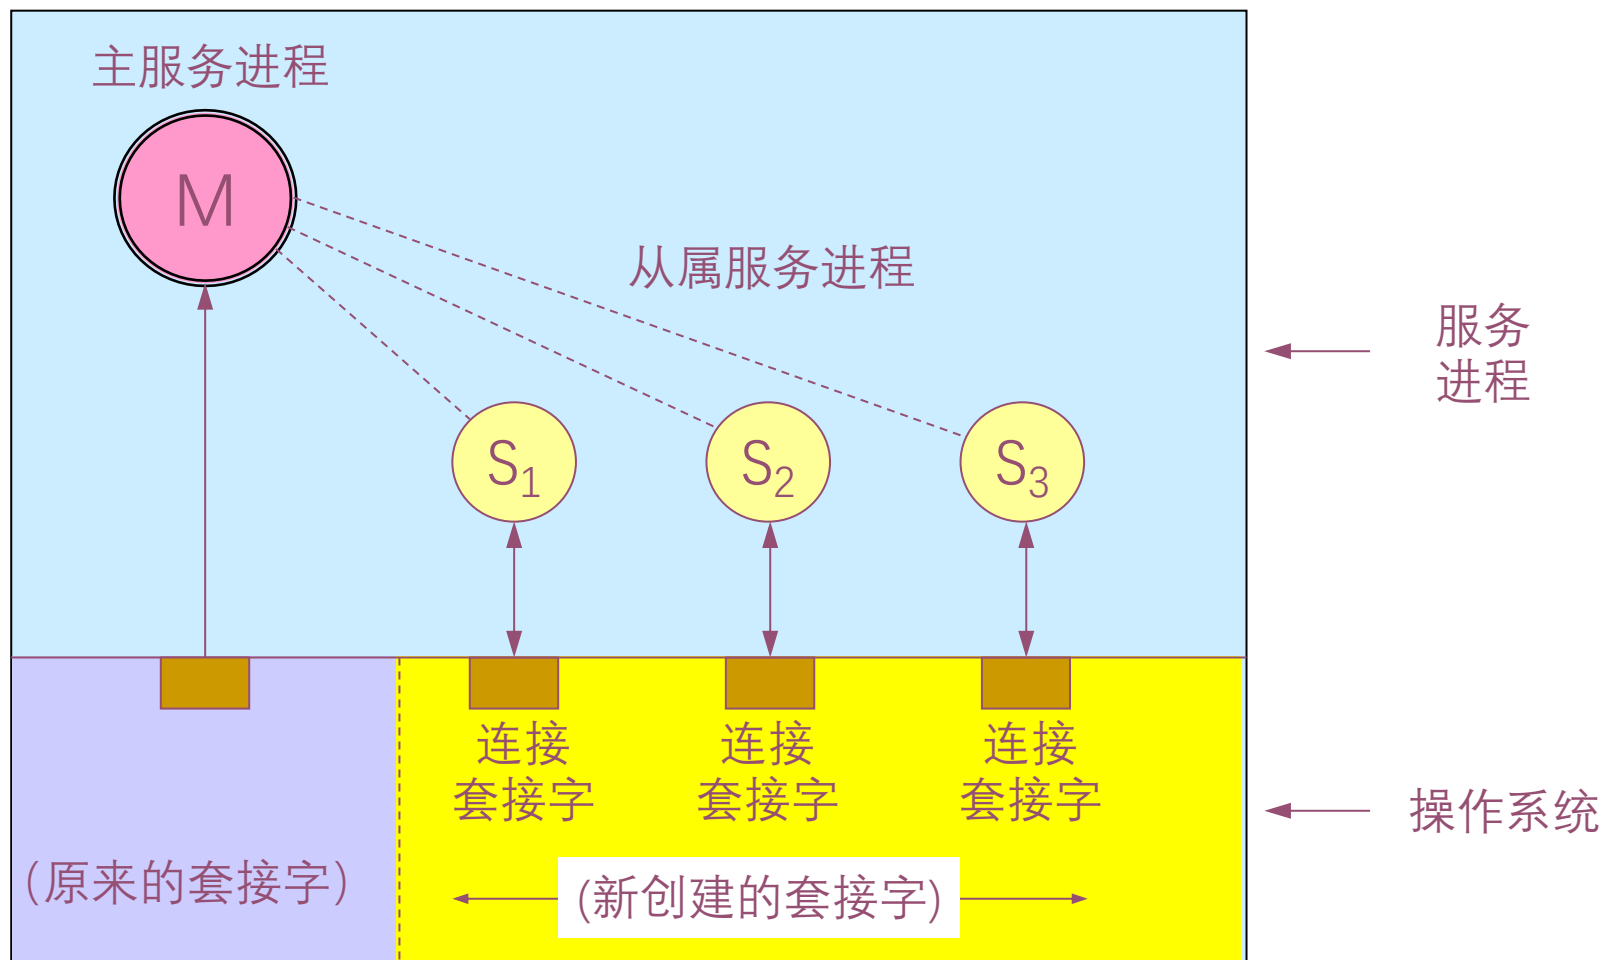 主服务进程
M
从属服务进程
服务
进程
S1
S2
S3
连接
套接字
连接
套接字
连接
套接字
操作系统
(原来的套接字)
(新创建的套接字)